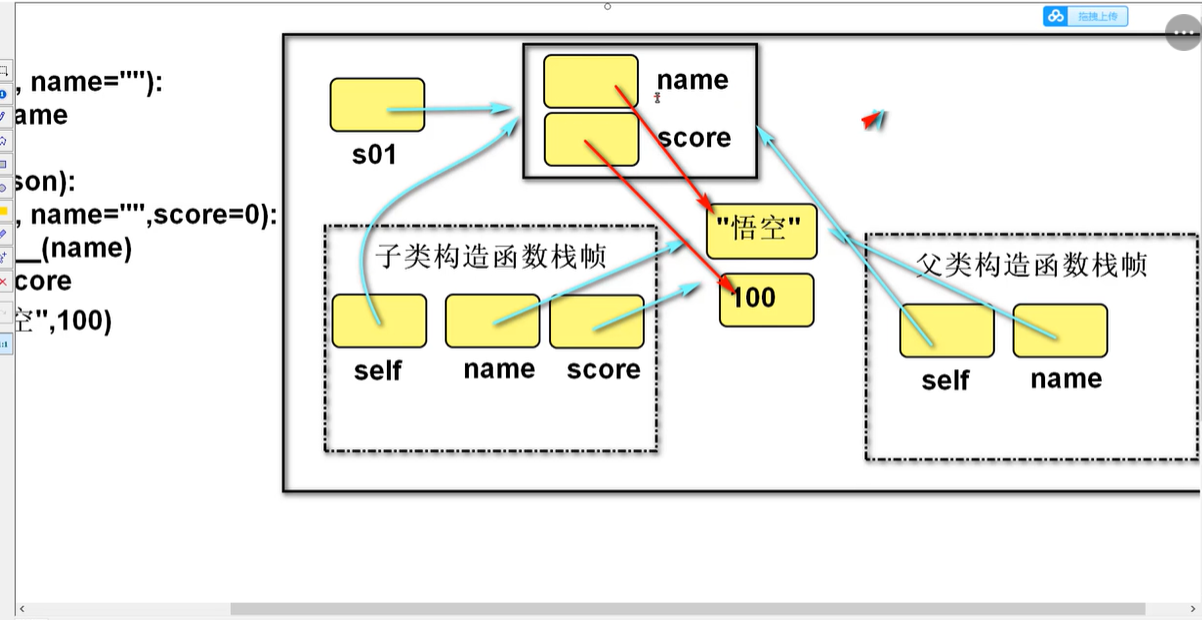 拖拽上传
, name=""):
ame
son):
, name="",score=0):
__(name)
core
空",100)
s01
name
score
"悟空"
100
子类构造函数栈帧
self
name
score
父类构造函数栈帧
self
name